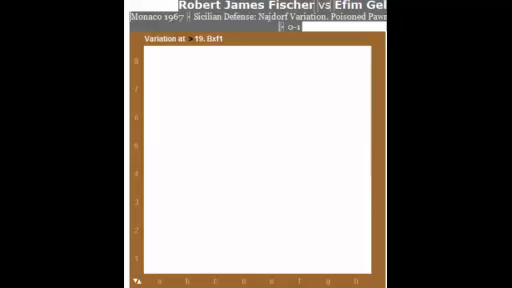 Robert James Fischer vs Efim Gel
Monaco 1967 - Sicilian Defense: Najdorf Variation. Poisoned Pawn
- 0-1
Variation at > 19. Bxf1
8
7
6
5
4
3
2
1
a b c d e f g h